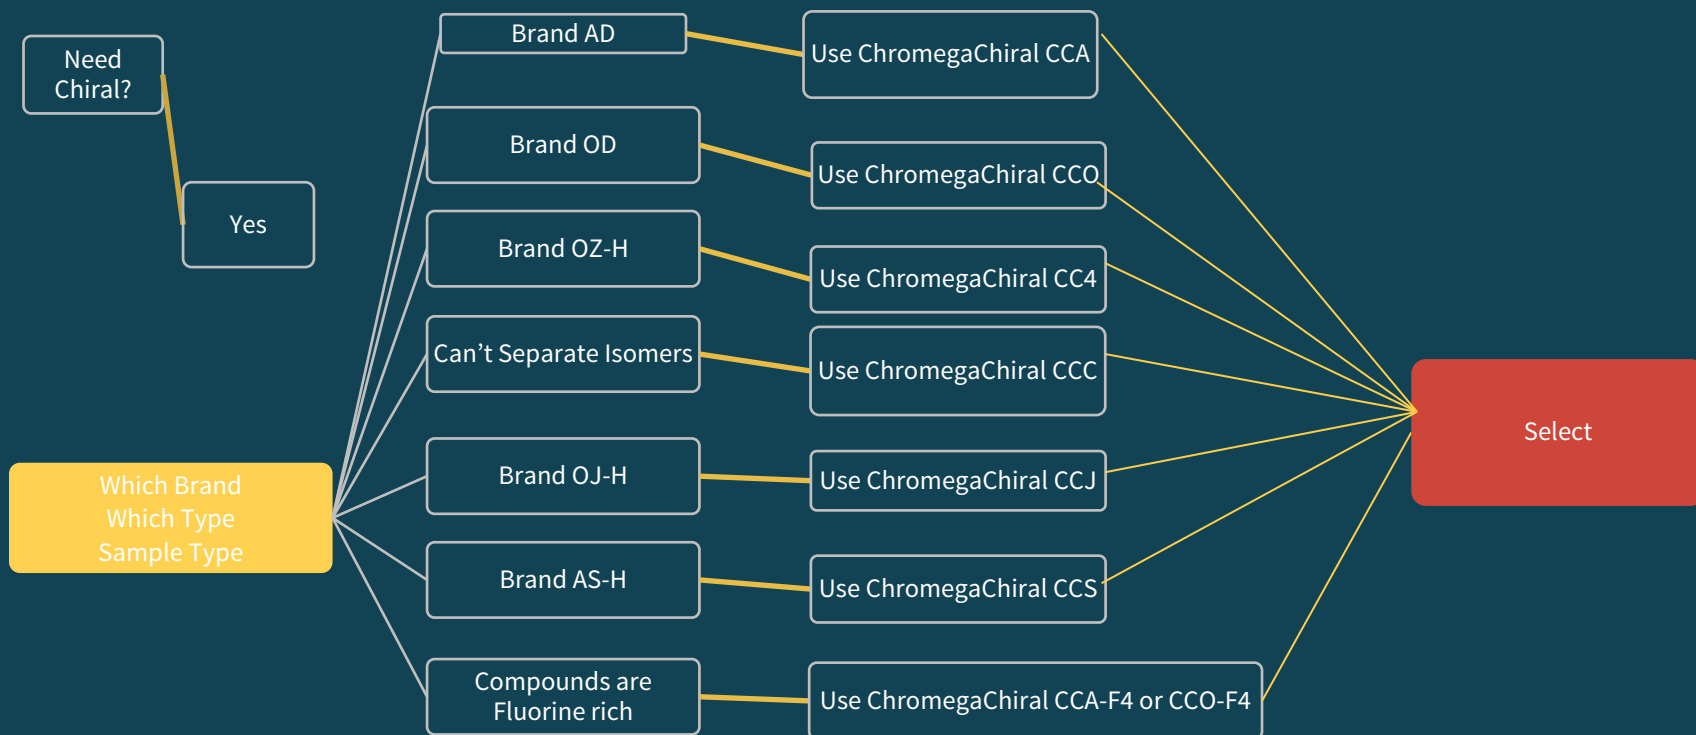 Need
Chiral?
Yes
Which Brand
Which Type
Sample Type
Brand AD
Use ChromegaChiral CCA
Brand OD
Use ChromegaChiral CCO
Brand OZ-H
Use ChromegaChiral CC4
Can’t Separate Isomers
Use ChromegaChiral CCC
Brand OJ-H
Use ChromegaChiral CCJ
Brand AS-H
Use ChromegaChiral CCS
Compounds are
Fluorine rich
Use ChromegaChiral CCA-F4 or CCO-F4
Select